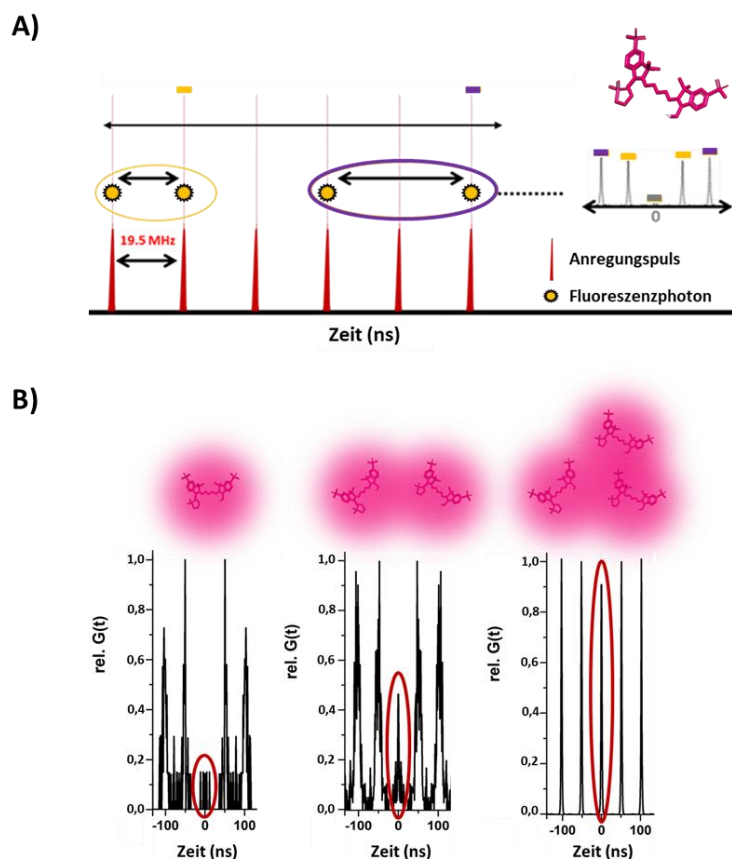 A)
19.5 MHz
0
Anregungspuls
Fluoreszenzphoton
Zeit (ns)
B)
1,0
0,8
0,6
0,4
0,2
0,0
rel. G(t)
-100 0 100
Zeit (ns)
1,0
0,8
0,6
0,4
0,2
0,0
rel. G(t)
-100 0 100
Zeit (ns)
1,0
0,8
0,6
0,4
0,2
0,0
rel. G(t)
-100 0 100
Zeit (ns)